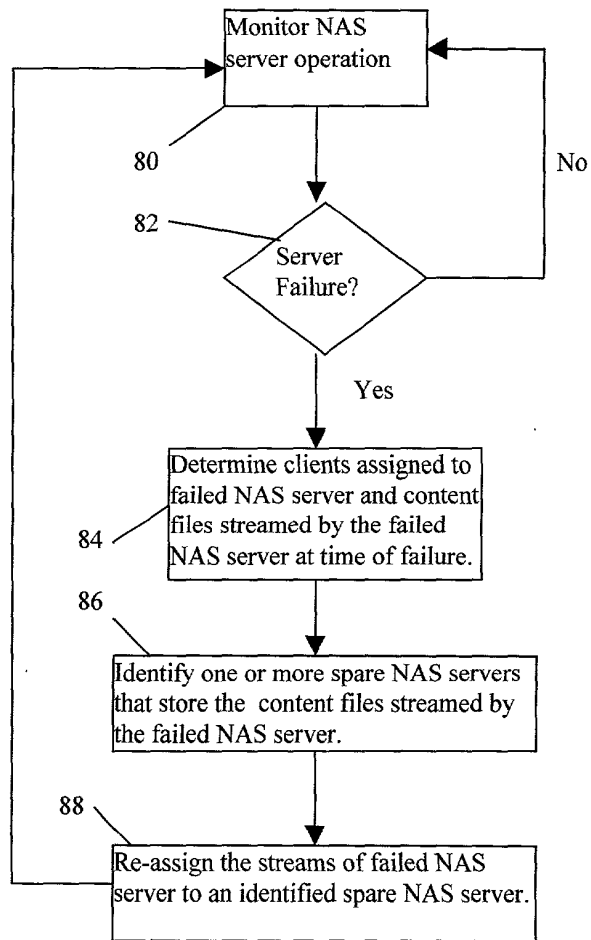 Monitor NAS
server operation
80
No
82
Server
Failure?
Yes
Determine clients assigned to
failed NAS server and content
files streamed by the failed
NAS server at time of failure.
84
86
Identify one or more spare NAS servers
that store the content files streamed by
the failed NAS server.
88
Re-assign the streams of failed NAS
server to an identified spare NAS server.